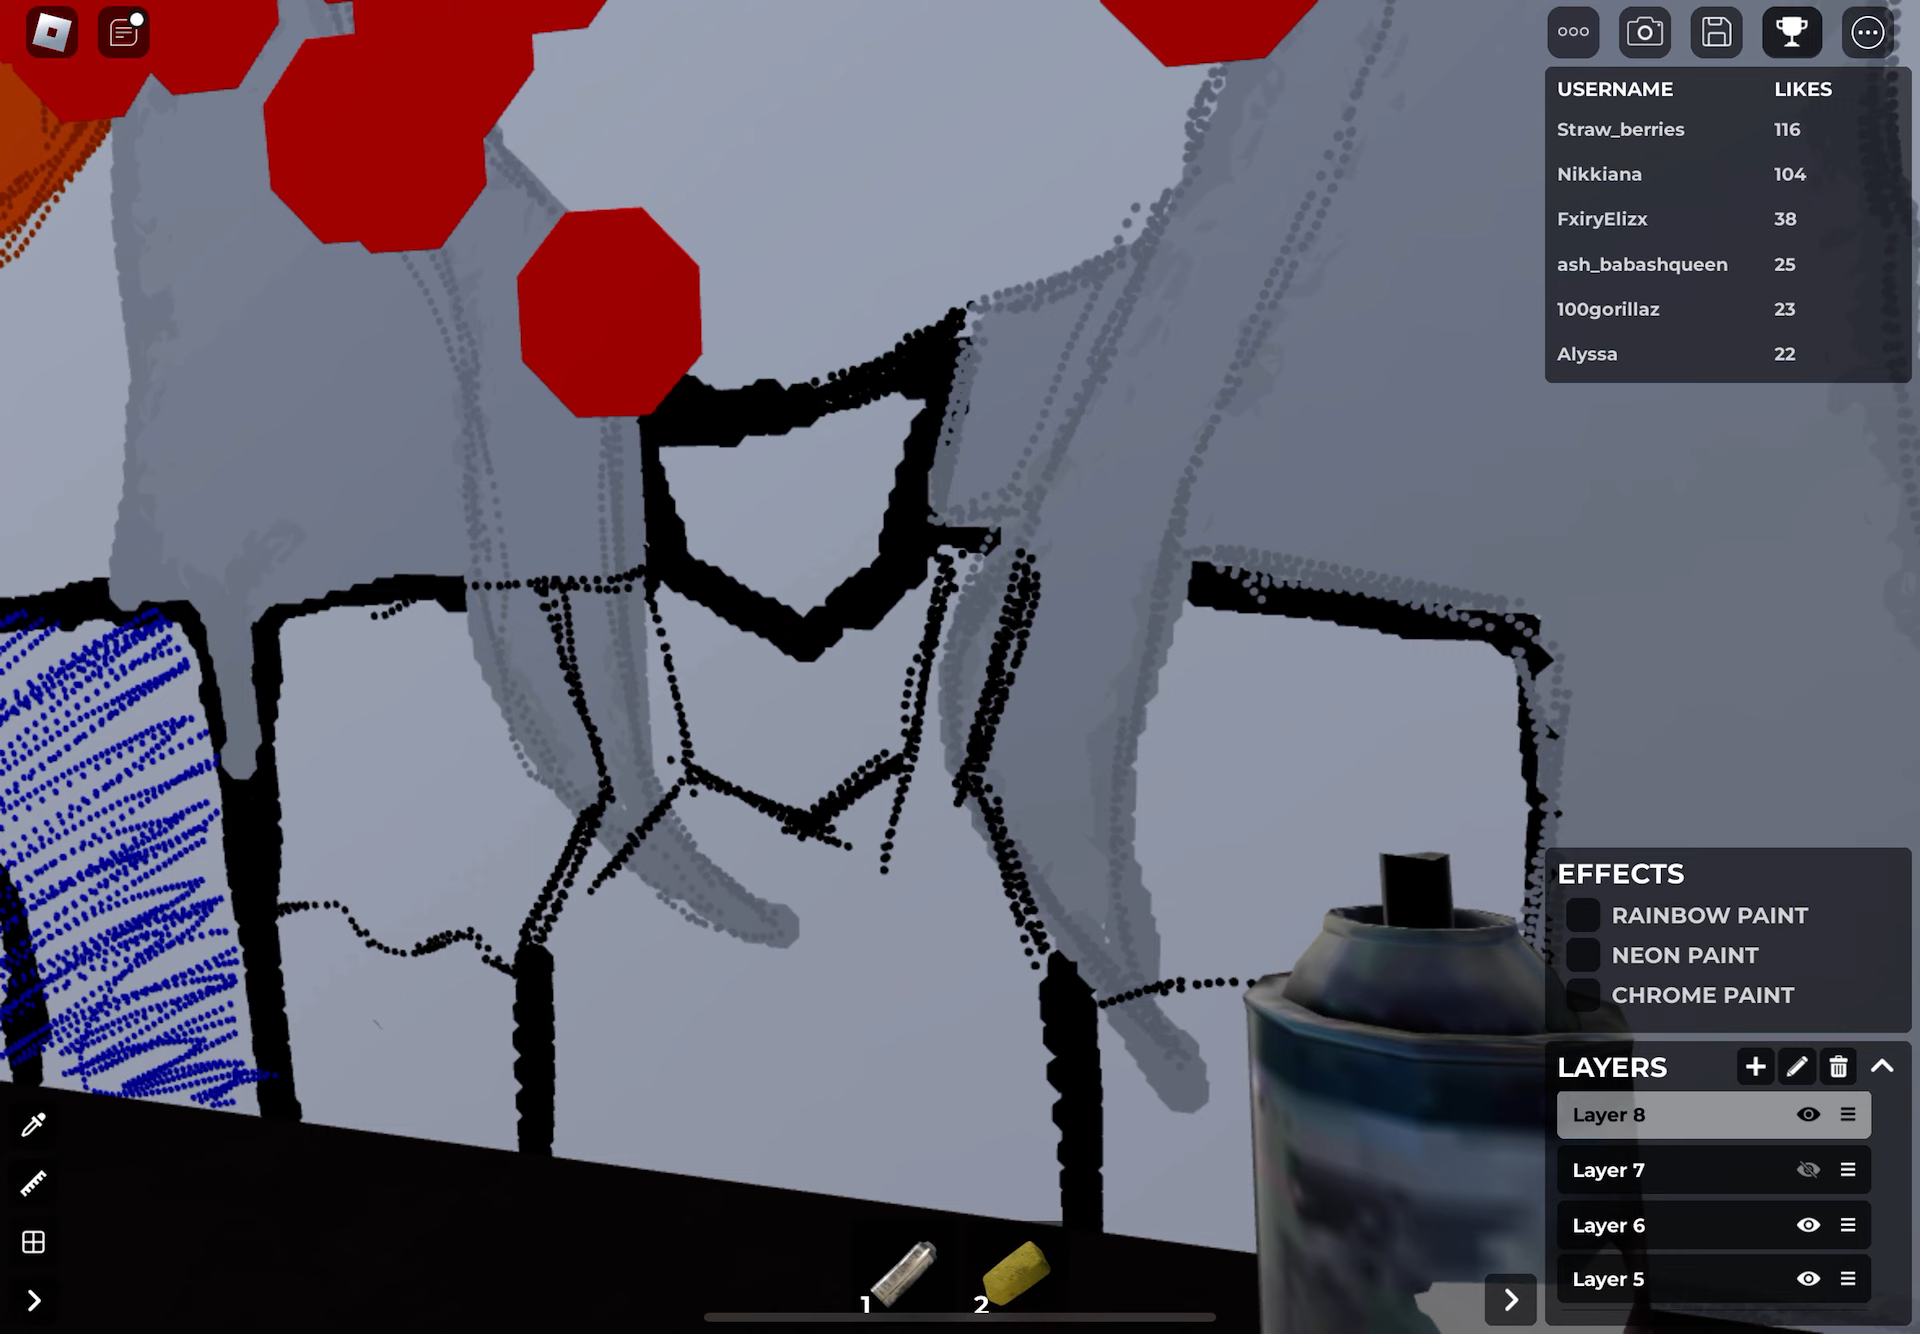 USERNAME LIKES
Straw_berries 116
Nikkiana 104
FxiryElizx 38
ash_babashqueen 25
100gorillaz 23
Alyssa 22
EFFECTS
RAINBOW PAINT
NEON PAINT
CHROME PAINT
LAYERS
Layer 8
Layer 7
Layer 6
Layer 5
1 2